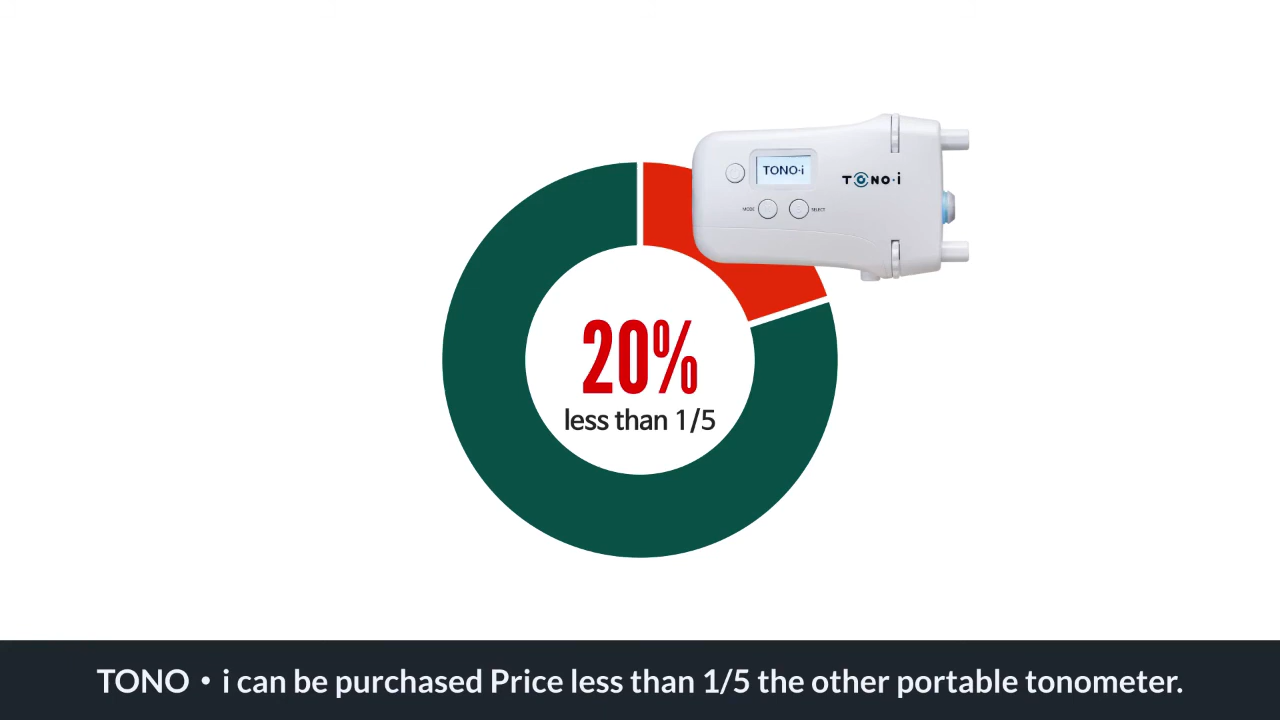 TONO·i
TONO·i
MODE
SELECT
20%
less than 1/5
TONO • i can be purchased Price less than 1/5 the other portable tonometer.